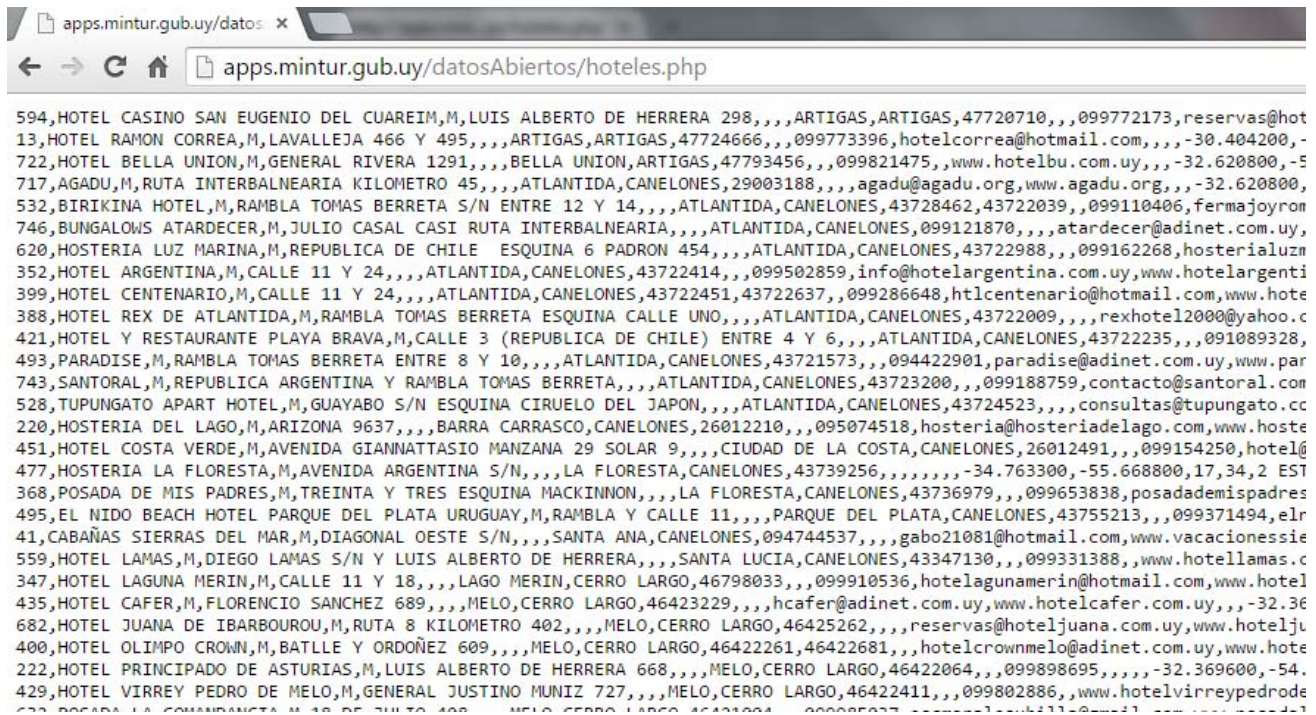 apps.mintur.gub.uy/datos
apps.mintur.gub.uy/datosAbiertos/hoteles.php
594,HOTEL CASINO SAN EUGENIO DEL CUAREIM,M,LUIS ALBERTO DE HERRERA 298,,,,ARTIGAS,ARTIGAS,47720710,,,099772173,reservas@hot
13,HOTEL RAMON CORREA,M,LAVALLEJA 466 Y 495,,,,ARTIGAS,ARTIGAS,47724666,,,099773396,hotelcorrea@hotmail.com,,,,-30.404200,-
722,HOTEL BELLA UNION,M,GENERAL RIVERA 1291,,,,BELLA UNION,ARTIGAS,47793456,,,099821475,,www.hotelbu.com.uy,,,-32.620800,-5
717,AGADU,M,RUTA INTERBALNEARIA KILOMETRO 45,,,,ATLANTIDA,CANELONES,29003188,,,,agadu@agadu.org,www.agadu.org,,,-32.620800,
532,BIRIKINA HOTEL,M,RAMBLA TOMAS BERRETA S/N ENTRE 12 Y 14,,,,ATLANTIDA,CANELONES,43728462,43722039,,099110406,fermajoyrom
746,BUNGALOWS ATARDECER,M,JULIO CASAL CASI RUTA INTERBALNEARIA,,,,ATLANTIDA,CANELONES,099121870,,,,atardecer@adinet.com.uy,
620,HOSTERIA LUZ MARINA,M,REPUBLICA DE CHILE  ESQUINA 6 PADRON 454,,,,ATLANTIDA,CANELONES,43722988,,,099162268,hosterialuzm
352,HOTEL ARGENTINA,M,CALLE 11 Y 24,,,,ATLANTIDA,CANELONES,43722414,,,099502859,info@hotelargentina.com.uy,www.hotelargenti
399,HOTEL CENTENARIO,M,CALLE 11 Y 24,,,,ATLANTIDA,CANELONES,43722451,43722637,,099286648,htlcentenario@hotmail.com,www.hote
388,HOTEL REX DE ATLANTIDA,M,RAMBLA TOMAS BERRETA ESQUINA CALLE UNO,,,,ATLANTIDA,CANELONES,43722009,,,,rexhotel2000@yahoo.c
421,HOTEL Y RESTAURANTE PLAYA BRAVA,M,CALLE 3 (REPUBLICA DE CHILE) ENTRE 4 Y 6,,,,ATLANTIDA,CANELONES,43722235,,,091089328,
493,PARADISE,M,RAMBLA TOMAS BERRETA ENTRE 8 Y 10,,,,ATLANTIDA,CANELONES,43721573,,,094422901,paradise@adinet.com.uy,www.par
743,SANTORAL,M,REPUBLICA ARGENTINA Y RAMBLA TOMAS BERRETA,,,,ATLANTIDA,CANELONES,43723200,,,099188759,contacto@santoral.com
528,TUPUNGATO APART HOTEL,M,GUAYABO S/N ESQUINA CIRUELO DEL JAPON,,,,ATLANTIDA,CANELONES,43724523,,,,consultas@tupungato.co
220,HOSTERIA DEL LAGO,M,ARIZONA 9637,,,,BARRA CARRASCO,CANELONES,26012210,,,095074518,hosteria@hosteriadelago.com,www.hoste
451,HOTEL COSTA VERDE,M,AVENIDA GIANNATTASIO MANZANA 29 SOLAR 9,,,,CIUDAD DE LA COSTA,CANELONES,26012491,,,099154250,hotel@
477,HOSTERIA LA FLORESTA,M,AVENIDA ARGENTINA S/N,,,,LA FLORESTA,CANELONES,43739256,,,,,,,,-34.763300,-55.668800,17,34,2 EST
368,POSADA DE MIS PADRES,M,TREINTA Y TRES ESQUINA MACKINNON,,,,LA FLORESTA,CANELONES,43736979,,,099653838,posadademispadres
495,EL NIDO BEACH HOTEL PARQUE DEL PLATA URUGUAY,M,RAMBLA Y CALLE 11,,,,PARQUE DEL PLATA,CANELONES,43755213,,,099371494,eln
41,CABAÑAS SIERRAS DEL MAR,M,DIAGONAL OESTE S/N,,,,SANTA ANA,CANELONES,094744537,,,,gabo21081@hotmail.com,www.vacacionessie
559,HOTEL LAMAS,M,DIEGO LAMAS S/N Y LUIS ALBERTO DE HERRERA,,,,SANTA LUCIA,CANELONES,43347130,,,099331388,,www.hotellamas.c
347,HOTEL LAGUNA MERIN,M,CALLE 11 Y 18,,,,LAGO MERIN,CERRO LARGO,46798033,,,099910536,hotelagunamerin@hotmail.com,www.hotel
435,HOTEL CAFER,M,FLORENCIO SANCHEZ 689,,,,MELO,CERRO LARGO,46423229,,,,hcafer@adinet.com.uy,www.hotelcafer.com.uy,,,-32.36
682,HOTEL JUANA DE IBARBOUROU,M,RUTA 8 KILOMETRO 402,,,,MELO,CERRO LARGO,46425262,,,,reservas@hoteljuana.com.uy,www.hotelju
400,HOTEL OLIMPO CROWN,M,BATLLE Y ORDOÑEZ 609,,,,MELO,CERRO LARGO,46422261,46422681,,,hotelcrownmelo@adinet.com.uy,www.hote
222,HOTEL PRINCIPADO DE ASTURIAS,M,LUIS ALBERTO DE HERRERA 668,,,,MELO,CERRO LARGO,46422064,,,099898695,,,,,-32.369600,-54.
429,HOTEL VIRREY PEDRO DE MELO,M,GENERAL JUSTINO MUNIZ 727,,,,MELO,CERRO LARGO,46422411,,,099802886,,www.hotelvirreypedrode